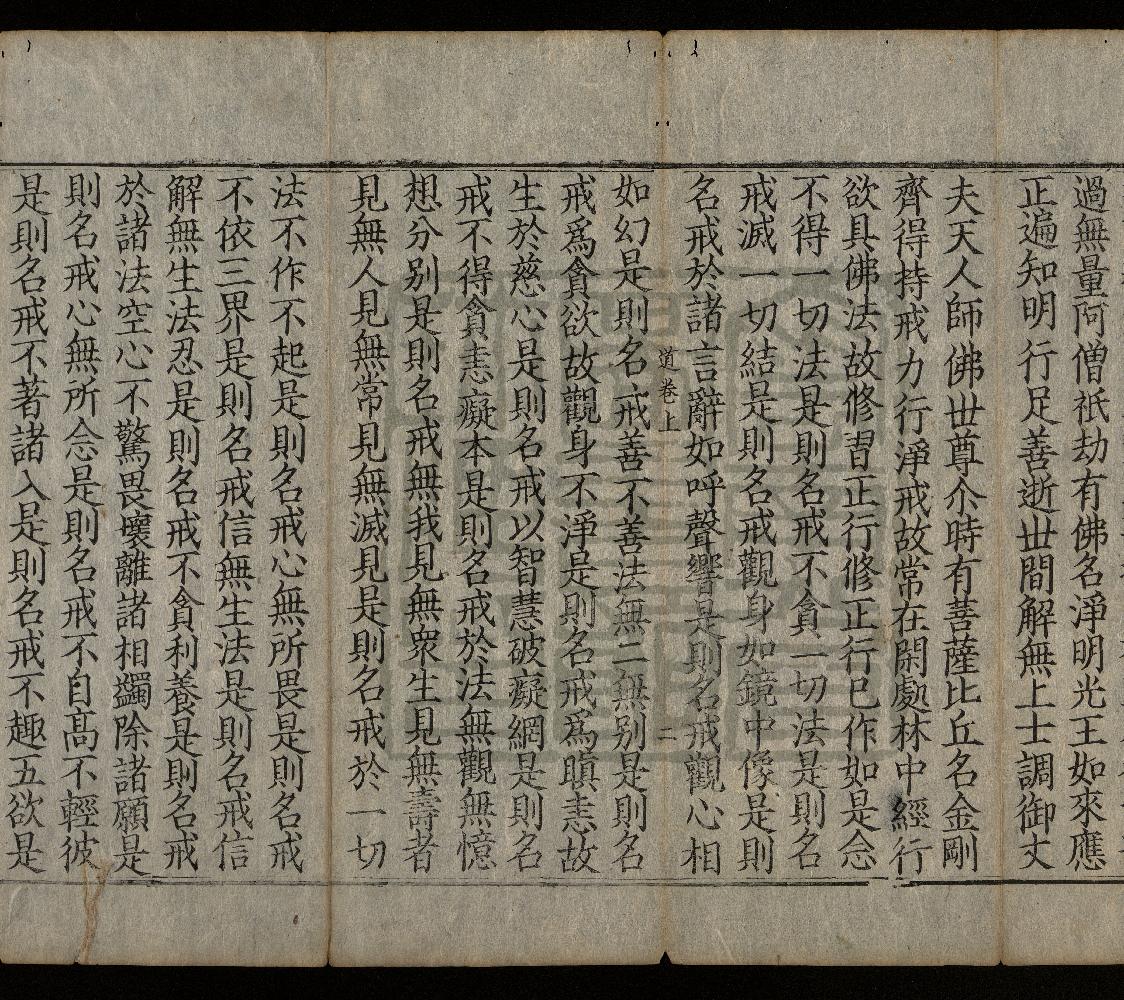 過無量阿僧祇劫有佛名淨明光王如來應
正遍知明行足善逝世間解無上士調御丈
夫天人師佛世尊尒時有菩薩比丘名金剛
齊得持戒力行淨戒故常在閑處林中經行
欲具佛法故修習正行修正行已作如是念
不得一切法是則名戒不貪一切法是則名
戒滅一切結是則名戒觀身如鏡中像是則
名戒於諸言辭如呼聲響是則名戒觀心相
道卷上 二
如幻是則名戒善不善法無二無別是則名
戒爲貪欲故觀身不淨是則名戒爲瞋恚故
生於慈心是則名戒以智慧破癡網是則名
戒不得貪恚癡本是則名戒於法無觀無憶
想分別是則名戒無我見無衆生見無壽者
見無人見無常見無滅見是則名戒於一切
法不作不起是則名戒心無所畏是則名戒
不依三界是則名戒信無生法是則名戒信
解無生法忍是則名戒不貪利養是則名戒
於諸法空心不驚畏壞離諸相蠲除諸願是
則名戒心無所念是則名戒不自髙不輕彼
是則名戒不著諸入是則名戒不趣五欲是